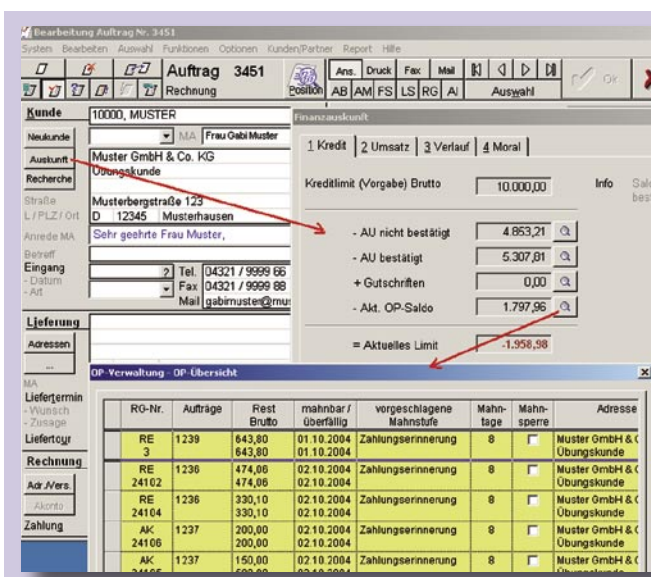 Bearbeitung Auftrag Nr. 3451
System Bearbeiten Auswahl Funktionen Optionen Kunden/Partner Report Hilfe
Auftrag 3451
Rechnung
Position
Ans. Druck Fax Mail
AB AM FS LS RG AI Auswahl
Ok
Kunde 10000, MUSTER
Neukunde MA Frau Gabi Muster
Auskunft Muster GmbH & Co. KG
Übungskunde
Recherche
Straße Musterbergstraße 123
L / PLZ / Ort D 12345 Musterhausen
Anrede MA Sehr geehrte Frau Muster,
Betreff
Eingang ? Tel. 04321 / 9999 66
- Datum
- Art Fax 04321 / 9999 88
Mail gabimuster@mus
Lieferung
Adressen
...
MA
Liefertermin
- Wunsch
- Zusage
Liefertour
Rechnung
Adr./Vers.
Akonto
Zahlung
Finanzauskunft
1 Kredit 2 Umsatz 3 Verlauf 4 Moral
Kreditlimit (Vorgabe) Brutto 10.000,00 Info
- AU nicht bestätigt 4.853,21
- AU bestätigt 5.307,81
+ Gutschriften 0,00
- Akt. OP-Saldo 1.797,96
= Aktuelles Limit -1.958,98
OP-Verwaltung - OP-Übersicht
RG-Nr. Aufträge Rest mahnbar / vorgeschlagene Mahn- Mahn- Adresse
Brutto überfällig Mahnstufe tage sperre
RE 1239 643,80 01.10.2004 Zahlungserinnerung 8 Muster GmbH & C
3 643,80 01.10.2004 Übungskunde
RE 1236 474,06 02.10.2004 Zahlungserinnerung 8 Muster GmbH & C
24102 474,06 02.10.2004 Übungskunde
RE 1236 330,10 02.10.2004 Zahlungserinnerung 8 Muster GmbH & C
24104 330,10 02.10.2004 Übungskunde
AK 1237 200,00 02.10.2004 Zahlungserinnerung 8 Muster GmbH & C
24106 200,00 02.10.2004 Übungskunde
AK 1237 150,00 02.10.2004 Zahlungserinnerung 8 Muster GmbH & C